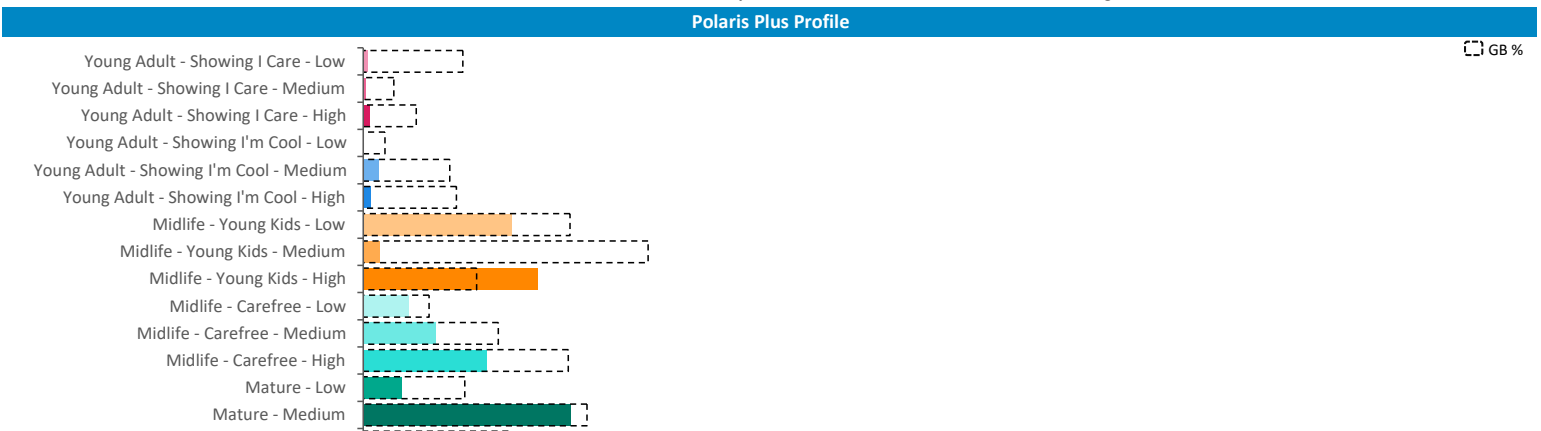 Polaris Plus Profile
GB %
Young Adult - Showing I Care - Low
Young Adult - Showing I Care - Medium
Young Adult - Showing I Care - High
Young Adult - Showing I'm Cool - Low
Young Adult - Showing I'm Cool - Medium
Young Adult - Showing I'm Cool - High
Midlife - Young Kids - Low
Midlife - Young Kids - Medium
Midlife - Young Kids - High
Midlife - Carefree - Low
Midlife - Carefree - Medium
Midlife - Carefree - High
Mature - Low
Mature - Medium